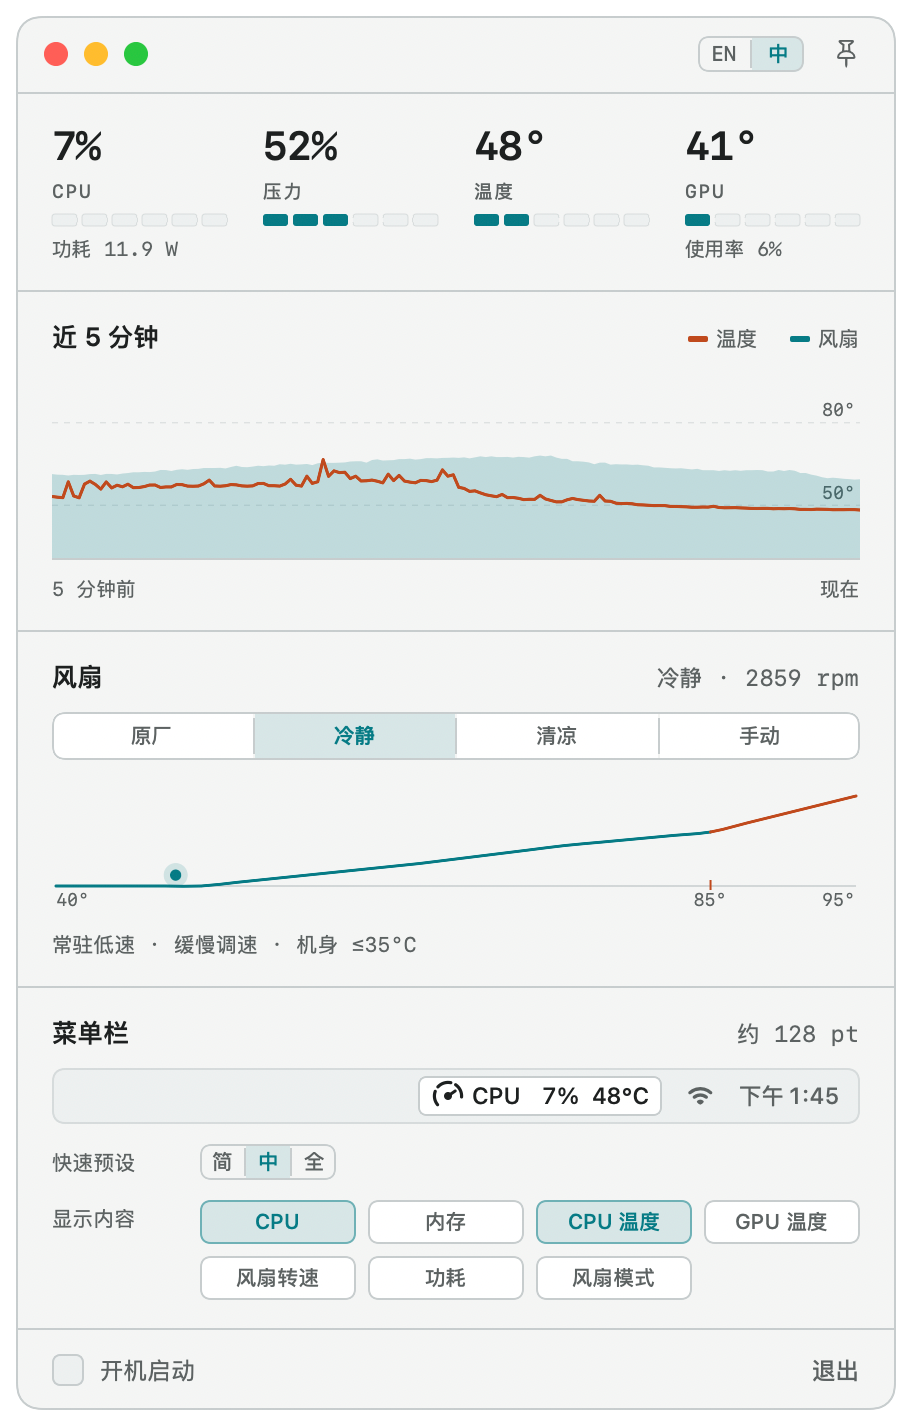 EN 中
7% 52% 48° 41°
CPU 压力 温度 GPU
功耗 11.9 W 使用率 6%
近 5 分钟 温度 风扇
80°
50°
5 分钟前 现在
风扇 冷静 · 2859 rpm
原厂 冷静 清凉 手动
40° 85° 95°
常驻低速 · 缓慢调速 · 机身 ≤35°C
菜单栏 约 128 pt
CPU 7% 48°C 下午 1:45
快速预设 简 中 全
显示内容 CPU 内存 CPU 温度 GPU 温度
风扇转速 功耗 风扇模式
开机启动 退出